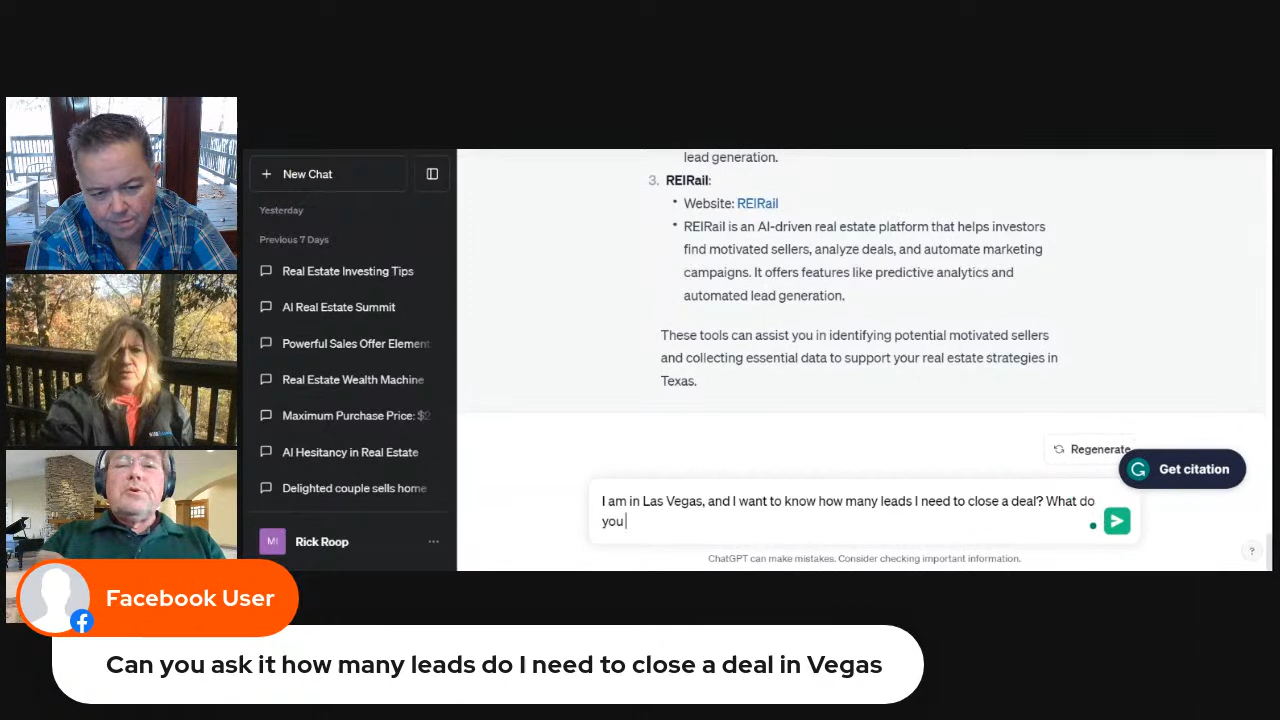 New Chat
Yesterday
Previous 7 Days
Real Estate Investing Tips
AI Real Estate Summit
Powerful Sales Offer Element
Real Estate Wealth Machine
Maximum Purchase Price: $2
AI Hesitancy in Real Estate
Delighted couple sells home
MI
Rick Roop
lead generation.
3. REIRail:
• Website: REIRail
• REIRail is an AI-driven real estate platform that helps investors
find motivated sellers, analyze deals, and automate marketing
campaigns. It offers features like predictive analytics and
automated lead generation.
These tools can assist you in identifying potential motivated sellers
and collecting essential data to support your real estate strategies in
Texas.
Regenerate
Get citation
I am in Las Vegas, and I want to know how many leads I need to close a deal? What do
you
ChatGPT can make mistakes. Consider checking important information.
?
Facebook User
Can you ask it how many leads do I need to close a deal in Vegas